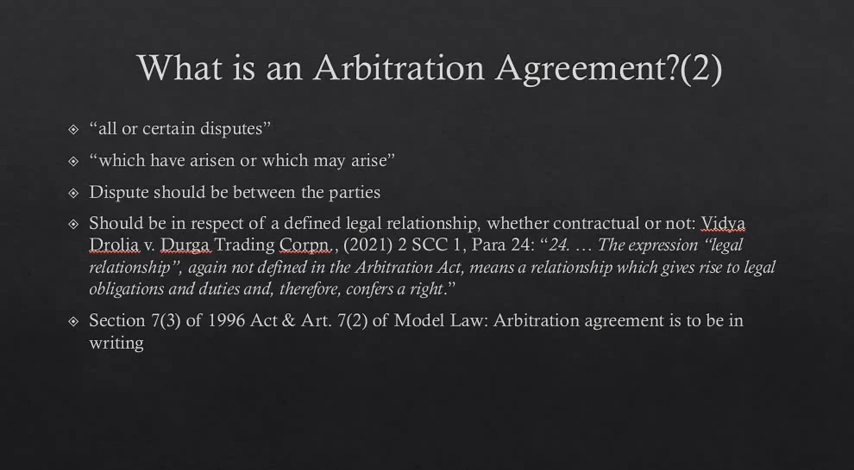 What is an Arbitration Agreement?(2)
“all or certain disputes”
“which have arisen or which may arise”
Dispute should be between the parties
Should be in respect of a defined legal relationship, whether contractual or not: Vidya
Drolia v. Durga Trading Corpn., (2021) 2 SCC 1, Para 24: “24. … The expression “legal
relationship”, again not defined in the Arbitration Act, means a relationship which gives rise to legal
obligations and duties and, therefore, confers a right.”
Section 7(3) of 1996 Act & Art. 7(2) of Model Law: Arbitration agreement is to be in
writing